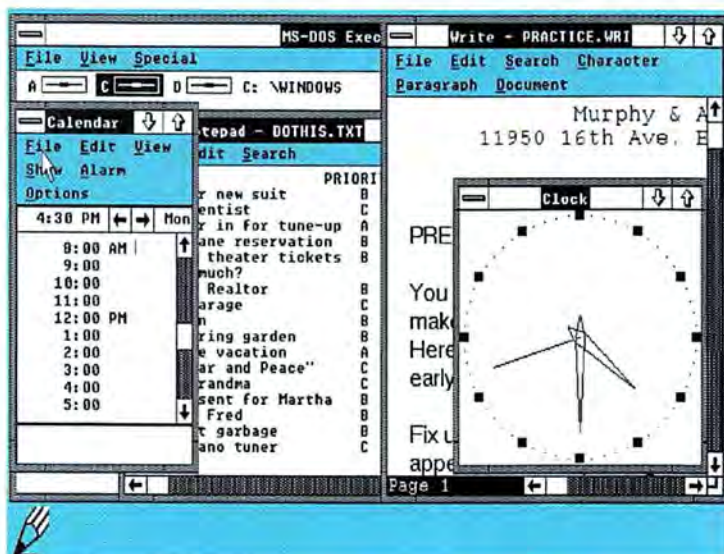 MS-DOS Exec
File View Special
A C D C: \WINDOWS
Calendar
File Edit View
Show Alarm
Options
4:30 PM Mon
8:00 AM
9:00
10:00
11:00
12:00 PM
1:00
2:00
3:00
4:00
5:00
tepad - DOTHIS.TXT
dit Search
PRIORI
r new suit B
entist C
r in for tune-up A
ane reservation B
theater tickets B
much?
Realtor B
arage C
n B
ring garden B
e vacation A
ar and Peace" C
randma C
sent for Martha B
Fred B
t garbage B
ano tuner C
Write - PRACTICE.WRI
File Edit Search Character
Paragraph Document
Murphy & A
11950 16th Ave. E
PRE
You
make
Here
early
Fix u
appe
Page 1
Clock